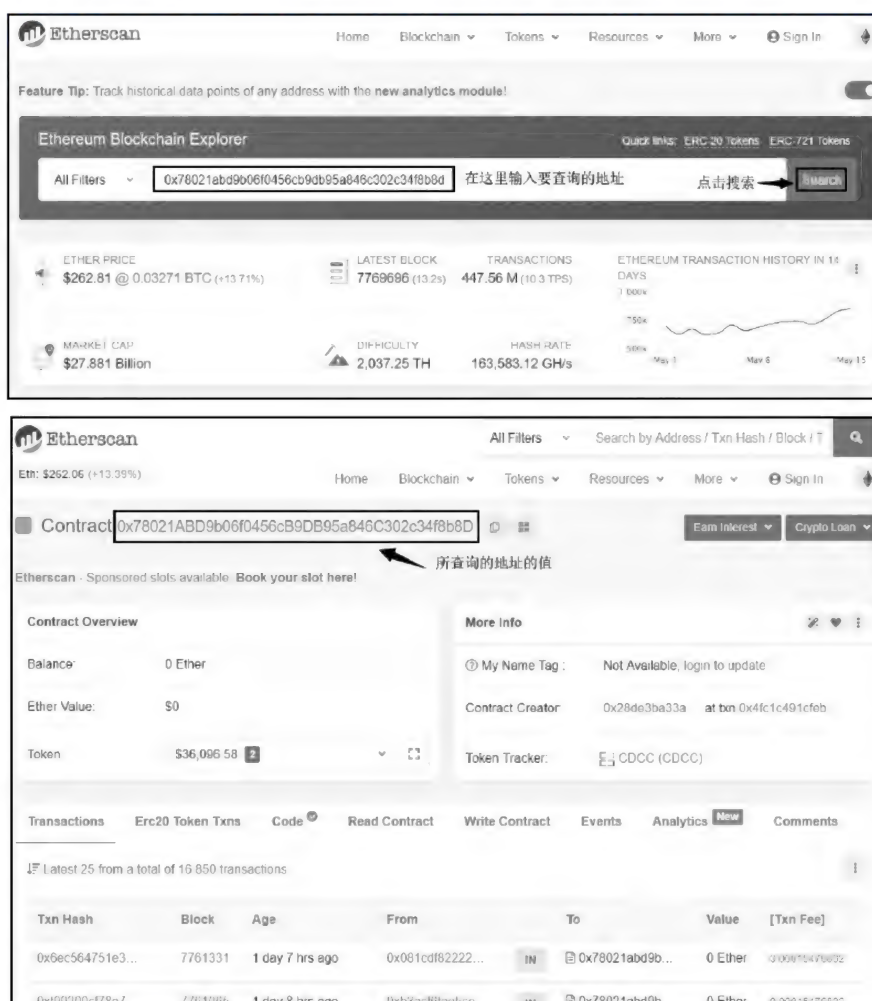 Etherscan
Home Blockchain Tokens Resources More Sign In
Feature Tip: Track historical data points of any address with the new analytics module!
Ethereum Blockchain Explorer
Quick links: ERC-20 Tokens ERC-721 Tokens
All Filters 0x78021abd9b06f0456cb9db95a846c302c34f8b8d 在这里输入要查询的地址 点击搜索 Search
ETHER PRICE LATEST BLOCK TRANSACTIONS ETHEREUM TRANSACTION HISTORY IN 14 DAYS
$262.81 @ 0.03271 BTC (+13.71%) 7769696 (13.2s) 447.56 M (10.3 TPS)
1 000k
750k
500k
May 1 May 8 May 15
MARKET CAP DIFFICULTY HASH RATE
$27.881 Billion 2,037.25 TH 163,583.12 GH/s
Etherscan
All Filters Search by Address / Txn Hash / Block / T
Eth: $262.06 (+13.39%)
Home Blockchain Tokens Resources More Sign In
Contract 0x78021ABD9b06f0456cB9DB95a846C302c34f8b8D
Earn Interest Crypto Loan
所查询的地址的值
Etherscan - Sponsored slots available. Book your slot here!
Contract Overview More Info
Balance: 0 Ether My Name Tag : Not Available, login to update
Ether Value: $0 Contract Creator 0x28de3ba33a at txn 0x4fc1c491cfeb
Token $36,096.58 2 Token Tracker: CDCC (CDCC)
Transactions Erc20 Token Txns Code Read Contract Write Contract Events Analytics New Comments
Latest 25 from a total of 16 850 transactions
Txn Hash Block Age From To Value [Txn Fee]
0x6ec564751e3... 7761331 1 day 7 hrs ago 0x081cdf82222... IN 0x78021abd9b... 0 Ether
1 day 8 hrs ago IN 0x78021abd9b... 0 Ether